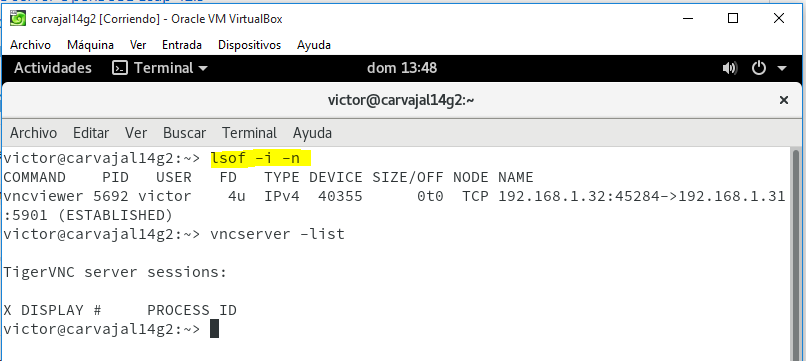 carvajal14g2 [Corriendo] - Oracle VM VirtualBox
Archivo Máquina Ver Entrada Dispositivos Ayuda
Actividades Terminal dom 13:48
victor@carvajal14g2:~
Archivo Editar Ver Buscar Terminal Ayuda
victor@carvajal14g2:~> lsof -i -n
COMMAND PID USER FD TYPE DEVICE SIZE/OFF NODE NAME
vncviewer 5692 victor 4u IPv4 40355 0t0 TCP 192.168.1.32:45284->192.168.1.31
:5901 (ESTABLISHED)
victor@carvajal14g2:~> vncserver -list
TigerVNC server sessions:
X DISPLAY # PROCESS ID
victor@carvajal14g2:~>